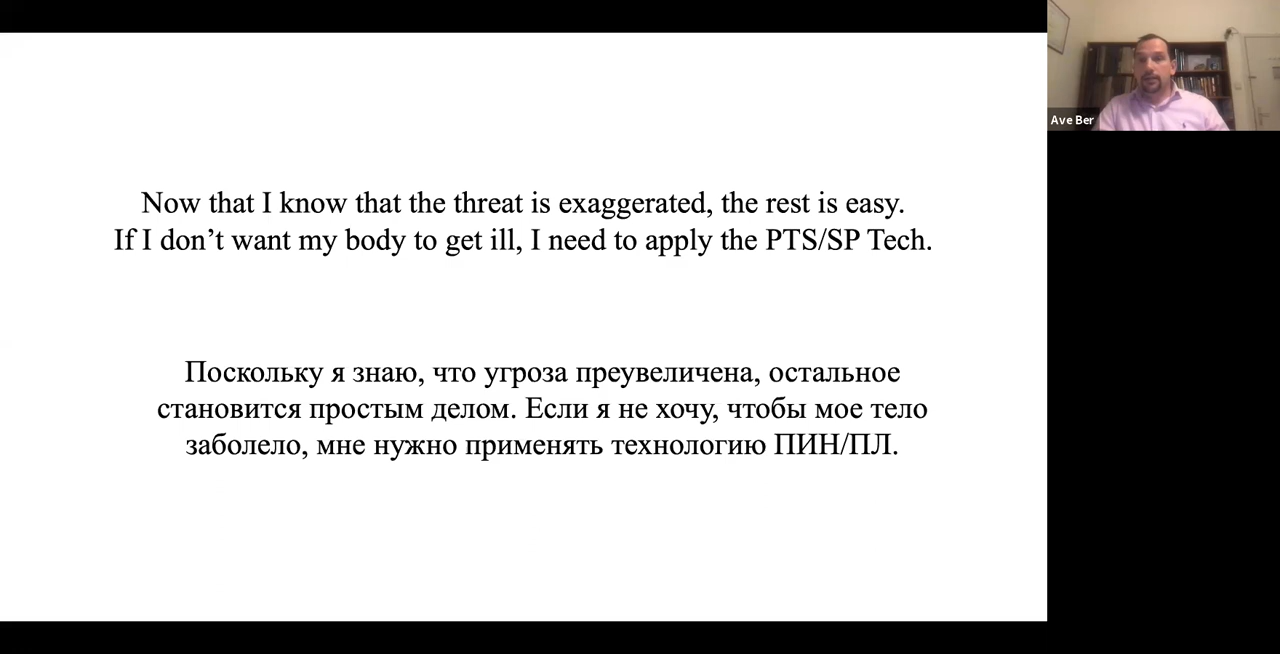 Now that I know that the threat is exaggerated, the rest is easy.
If I don’t want my body to get ill, I need to apply the PTS/SP Tech.
Поскольку я знаю, что угроза преувеличена, остальное
становится простым делом. Если я не хочу, чтобы мое тело
заболело, мне нужно применять технологию ПИН/ПЛ.
Ave Ber